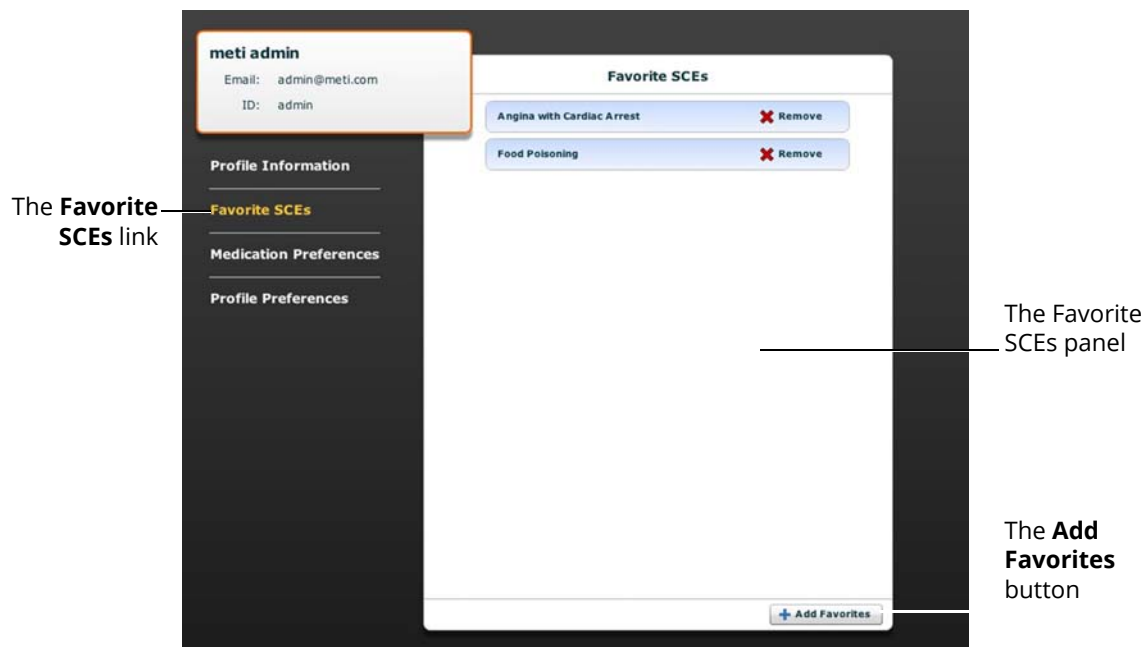 meti admin
Email: admin@meti.com
ID: admin
Profile Information
Favorite SCEs
Medication Preferences
Profile Preferences
Favorite SCEs
Angina with Cardiac Arrest Remove
Food Poisoning Remove
Add Favorites
The Favorite
SCEs link
The Favorite
SCEs panel
The Add
Favorites
button